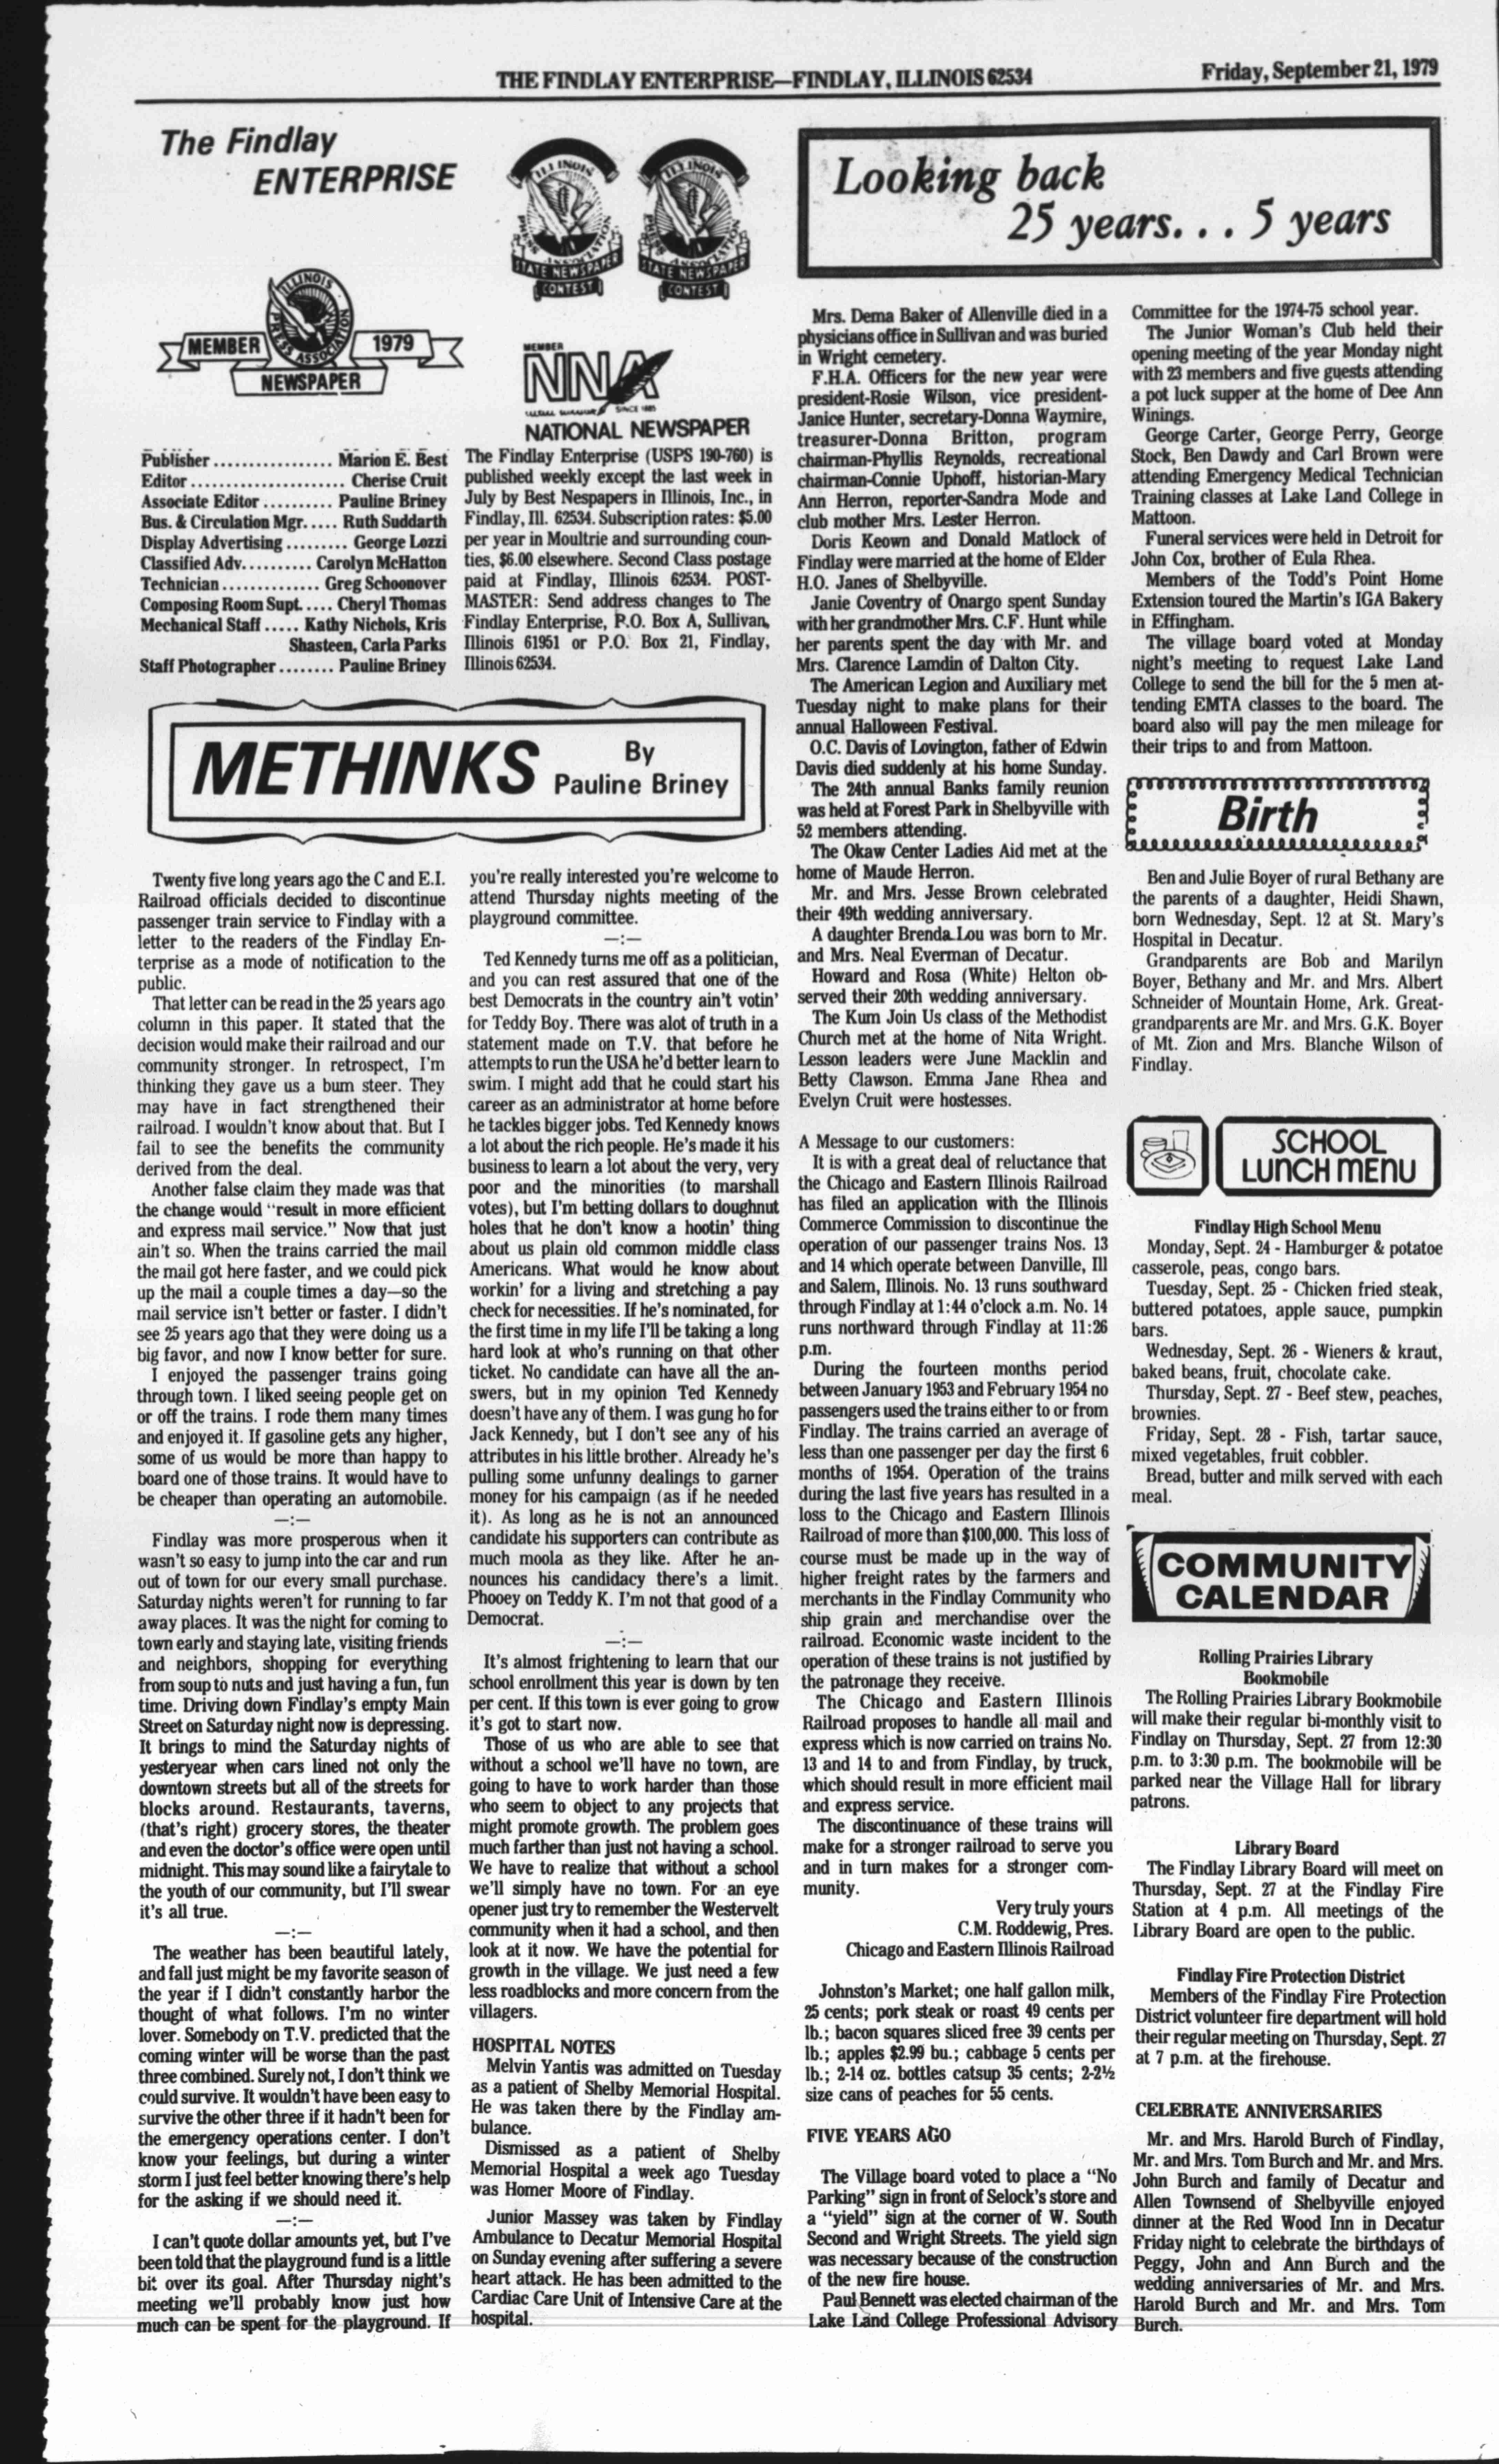 THE FINDLAY ENTERPRISE—FINDLAY, ILLINOIS 62534
Friday, September 21, 1979
The Findlay
ENTERPRISE
ILLINOIS
PRESS ASSOCIATION
MEMBER
1979
NEWSPAPER
ILLINOIS
PRESS ASSOCIATION
STATE NEWSPAPER
CONTEST
ILLINOIS
PRESS ASSOCIATION
STATE NEWSPAPER
CONTEST
MEMBER
NNA
SINCE 1885
NATIONAL NEWSPAPER
Publisher ................ Marion E. Best
Editor ..................... Cherise Cruit
Associate Editor .......... Pauline Briney
Bus. & Circulation Mgr. .... Ruth Suddarth
Display Advertising ......... George Lozzi
Classified Adv. ......... Carolyn McHatton
Technician .............. Greg Schoonover
Composing Room Supt. .... Cheryl Thomas
Mechanical Staff ..... Kathy Nichols, Kris
Shasteen, Carla Parks
Staff Photographer ........ Pauline Briney
The Findlay Enterprise (USPS 190-760) is
published weekly except the last week in
July by Best Nespapers in Illinois, Inc., in
Findlay, Ill. 62534. Subscription rates: $5.00
per year in Moultrie and surrounding coun-
ties, $6.00 elsewhere. Second Class postage
paid at Findlay, Illinois 62534. POST-
MASTER: Send address changes to The
Findlay Enterprise, P.O. Box A, Sullivan,
Illinois 61951 or P.O. Box 21, Findlay,
Illinois 62534.
METHINKS
By
Pauline Briney
Twenty five long years ago the C and E.I.
Railroad officials decided to discontinue
passenger train service to Findlay with a
letter to the readers of the Findlay En-
terprise as a mode of notification to the
public.
That letter can be read in the 25 years ago
column in this paper. It stated that the
decision would make their railroad and our
community stronger. In retrospect, I'm
thinking they gave us a bum steer. They
may have in fact strengthened their
railroad. I wouldn't know about that. But I
fail to see the benefits the community
derived from the deal.
Another false claim they made was that
the change would "result in more efficient
and express mail service." Now that just
ain't so. When the trains carried the mail
the mail got here faster, and we could pick
up the mail a couple times a day—so the
mail service isn't better or faster. I didn't
see 25 years ago that they were doing us a
big favor, and now I know better for sure.
I enjoyed the passenger trains going
through town. I liked seeing people get on
or off the trains. I rode them many times
and enjoyed it. If gasoline gets any higher,
some of us would be more than happy to
board one of those trains. It would have to
be cheaper than operating an automobile.
—:—
Findlay was more prosperous when it
wasn't so easy to jump into the car and run
out of town for our every small purchase.
Saturday nights weren't for running to far
away places. It was the night for coming to
town early and staying late, visiting friends
and neighbors, shopping for everything
from soup to nuts and just having a fun, fun
time. Driving down Findlay's empty Main
Street on Saturday night now is depressing.
It brings to mind the Saturday nights of
yesteryear when cars lined not only the
downtown streets but all of the streets for
blocks around. Restaurants, taverns,
(that's right) grocery stores, the theater
and even the doctor's office were open until
midnight. This may sound like a fairytale to
the youth of our community, but I'll swear
it's all true.
—:—
The weather has been beautiful lately,
and fall just might be my favorite season of
the year if I didn't constantly harbor the
thought of what follows. I'm no winter
lover. Somebody on T.V. predicted that the
coming winter will be worse than the past
three combined. Surely not, I don't think we
could survive. It wouldn't have been easy to
survive the other three if it hadn't been for
the emergency operations center. I don't
know your feelings, but during a winter
storm I just feel better knowing there's help
for the asking if we should need it.
—:—
I can't quote dollar amounts yet, but I've
been told that the playground fund is a little
bit over its goal. After Thursday night's
meeting we'll probably know just how
much can be spent for the playground. If
you're really interested you're welcome to
attend Thursday nights meeting of the
playground committee.
—:—
Ted Kennedy turns me off as a politician,
and you can rest assured that one of the
best Democrats in the country ain't votin'
for Teddy Boy. There was alot of truth in a
statement made on T.V. that before he
attempts to run the USA he'd better learn to
swim. I might add that he could start his
career as an administrator at home before
he tackles bigger jobs. Ted Kennedy knows
a lot about the rich people. He's made it his
business to learn a lot about the very, very
poor and the minorities (to marshall
votes), but I'm betting dollars to doughnut
holes that he don't know a hootin' thing
about us plain old common middle class
Americans. What would he know about
workin' for a living and stretching a pay
check for necessities. If he's nominated, for
the first time in my life I'll be taking a long
hard look at who's running on that other
ticket. No candidate can have all the an-
swers, but in my opinion Ted Kennedy
doesn't have any of them. I was gung ho for
Jack Kennedy, but I don't see any of his
attributes in his little brother. Already he's
pulling some unfunny dealings to garner
money for his campaign (as if he needed
it). As long as he is not an announced
candidate his supporters can contribute as
much moola as they like. After he an-
nounces his candidacy there's a limit.
Phooey on Teddy K. I'm not that good of a
Democrat.
—:—
It's almost frightening to learn that our
school enrollment this year is down by ten
per cent. If this town is ever going to grow
it's got to start now.
Those of us who are able to see that
without a school we'll have no town, are
going to have to work harder than those
who seem to object to any projects that
might promote growth. The problem goes
much farther than just not having a school.
We have to realize that without a school
we'll simply have no town. For an eye
opener just try to remember the Westervelt
community when it had a school, and then
look at it now. We have the potential for
growth in the village. We just need a few
less roadblocks and more concern from the
villagers.
HOSPITAL NOTES
Melvin Yantis was admitted on Tuesday
as a patient of Shelby Memorial Hospital.
He was taken there by the Findlay am-
bulance.
Dismissed as a patient of Shelby
Memorial Hospital a week ago Tuesday
was Homer Moore of Findlay.
Junior Massey was taken by Findlay
Ambulance to Decatur Memorial Hospital
on Sunday evening after suffering a severe
heart attack. He has been admitted to the
Cardiac Care Unit of Intensive Care at the
hospital.
Looking back
25 years. . . 5 years
Mrs. Dema Baker of Allenville died in a
physicians office in Sullivan and was buried
in Wright cemetery.
F.H.A. Officers for the new year were
president-Rosie Wilson, vice president-
Janice Hunter, secretary-Donna Waymire,
treasurer-Donna Britton, program
chairman-Phyllis Reynolds, recreational
chairman-Connie Uphoff, historian-Mary
Ann Herron, reporter-Sandra Mode and
club mother Mrs. Lester Herron.
Doris Keown and Donald Matlock of
Findlay were married at the home of Elder
H.O. Janes of Shelbyville.
Janie Coventry of Onargo spent Sunday
with her grandmother Mrs. C.F. Hunt while
her parents spent the day with Mr. and
Mrs. Clarence Lamdin of Dalton City.
The American Legion and Auxiliary met
Tuesday night to make plans for their
annual Halloween Festival.
O.C. Davis of Lovington, father of Edwin
Davis died suddenly at his home Sunday.
The 24th annual Banks family reunion
was held at Forest Park in Shelbyville with
52 members attending.
The Okaw Center Ladies Aid met at the
home of Maude Herron.
Mr. and Mrs. Jesse Brown celebrated
their 49th wedding anniversary.
A daughter Brenda Lou was born to Mr.
and Mrs. Neal Everman of Decatur.
Howard and Rosa (White) Helton ob-
served their 20th wedding anniversary.
The Kum Join Us class of the Methodist
Church met at the home of Nita Wright.
Lesson leaders were June Macklin and
Betty Clawson. Emma Jane Rhea and
Evelyn Cruit were hostesses.
A Message to our customers:
It is with a great deal of reluctance that
the Chicago and Eastern Illinois Railroad
has filed an application with the Illinois
Commerce Commission to discontinue the
operation of our passenger trains Nos. 13
and 14 which operate between Danville, Ill
and Salem, Illinois. No. 13 runs southward
through Findlay at 1:44 o'clock a.m. No. 14
runs northward through Findlay at 11:26
p.m.
During the fourteen months period
between January 1953 and February 1954 no
passengers used the trains either to or from
Findlay. The trains carried an average of
less than one passenger per day the first 6
months of 1954. Operation of the trains
during the last five years has resulted in a
loss to the Chicago and Eastern Illinois
Railroad of more than $100,000. This loss of
course must be made up in the way of
higher freight rates by the farmers and
merchants in the Findlay Community who
ship grain and merchandise over the
railroad. Economic waste incident to the
operation of these trains is not justified by
the patronage they receive.
The Chicago and Eastern Illinois
Railroad proposes to handle all mail and
express which is now carried on trains No.
13 and 14 to and from Findlay, by truck,
which should result in more efficient mail
and express service.
The discontinuance of these trains will
make for a stronger railroad to serve you
and in turn makes for a stronger com-
munity.
Very truly yours
C.M. Roddewig, Pres.
Chicago and Eastern Illinois Railroad
Johnston's Market; one half gallon milk,
25 cents; pork steak or roast 49 cents per
lb.; bacon squares sliced free 39 cents per
lb.; apples $2.99 bu.; cabbage 5 cents per
lb.; 2-14 oz. bottles catsup 35 cents; 2-2½
size cans of peaches for 55 cents.
FIVE YEARS AGO
The Village board voted to place a "No
Parking" sign in front of Selock's store and
a "yield" sign at the corner of W. South
Second and Wright Streets. The yield sign
was necessary because of the construction
of the new fire house.
Paul Bennett was elected chairman of the
Lake Land College Professional Advisory
Committee for the 1974-75 school year.
The Junior Woman's Club held their
opening meeting of the year Monday night
with 23 members and five guests attending
a pot luck supper at the home of Dee Ann
Winings.
George Carter, George Perry, George
Stock, Ben Dawdy and Carl Brown were
attending Emergency Medical Technician
Training classes at Lake Land College in
Mattoon.
Funeral services were held in Detroit for
John Cox, brother of Eula Rhea.
Members of the Todd's Point Home
Extension toured the Martin's IGA Bakery
in Effingham.
The village board voted at Monday
night's meeting to request Lake Land
College to send the bill for the 5 men at-
tending EMTA classes to the board. The
board also will pay the men mileage for
their trips to and from Mattoon.
Birth
Ben and Julie Boyer of rural Bethany are
the parents of a daughter, Heidi Shawn,
born Wednesday, Sept. 12 at St. Mary's
Hospital in Decatur.
Grandparents are Bob and Marilyn
Boyer, Bethany and Mr. and Mrs. Albert
Schneider of Mountain Home, Ark. Great-
grandparents are Mr. and Mrs. G.K. Boyer
of Mt. Zion and Mrs. Blanche Wilson of
Findlay.
SCHOOL
LUNCH MENU
Findlay High School Menu
Monday, Sept. 24 - Hamburger & potatoe
casserole, peas, congo bars.
Tuesday, Sept. 25 - Chicken fried steak,
buttered potatoes, apple sauce, pumpkin
bars.
Wednesday, Sept. 26 - Wieners & kraut,
baked beans, fruit, chocolate cake.
Thursday, Sept. 27 - Beef stew, peaches,
brownies.
Friday, Sept. 28 - Fish, tartar sauce,
mixed vegetables, fruit cobbler.
Bread, butter and milk served with each
meal.
COMMUNITY
CALENDAR
Rolling Prairies Library
Bookmobile
The Rolling Prairies Library Bookmobile
will make their regular bi-monthly visit to
Findlay on Thursday, Sept. 27 from 12:30
p.m. to 3:30 p.m. The bookmobile will be
parked near the Village Hall for library
patrons.
Library Board
The Findlay Library Board will meet on
Thursday, Sept. 27 at the Findlay Fire
Station at 4 p.m. All meetings of the
Library Board are open to the public.
Findlay Fire Protection District
Members of the Findlay Fire Protection
District volunteer fire department will hold
their regular meeting on Thursday, Sept. 27
at 7 p.m. at the firehouse.
CELEBRATE ANNIVERSARIES
Mr. and Mrs. Harold Burch of Findlay,
Mr. and Mrs. Tom Burch and Mr. and Mrs.
John Burch and family of Decatur and
Allen Townsend of Shelbyville enjoyed
dinner at the Red Wood Inn in Decatur
Friday night to celebrate the birthdays of
Peggy, John and Ann Burch and the
wedding anniversaries of Mr. and Mrs.
Harold Burch and Mr. and Mrs. Tom
Burch.